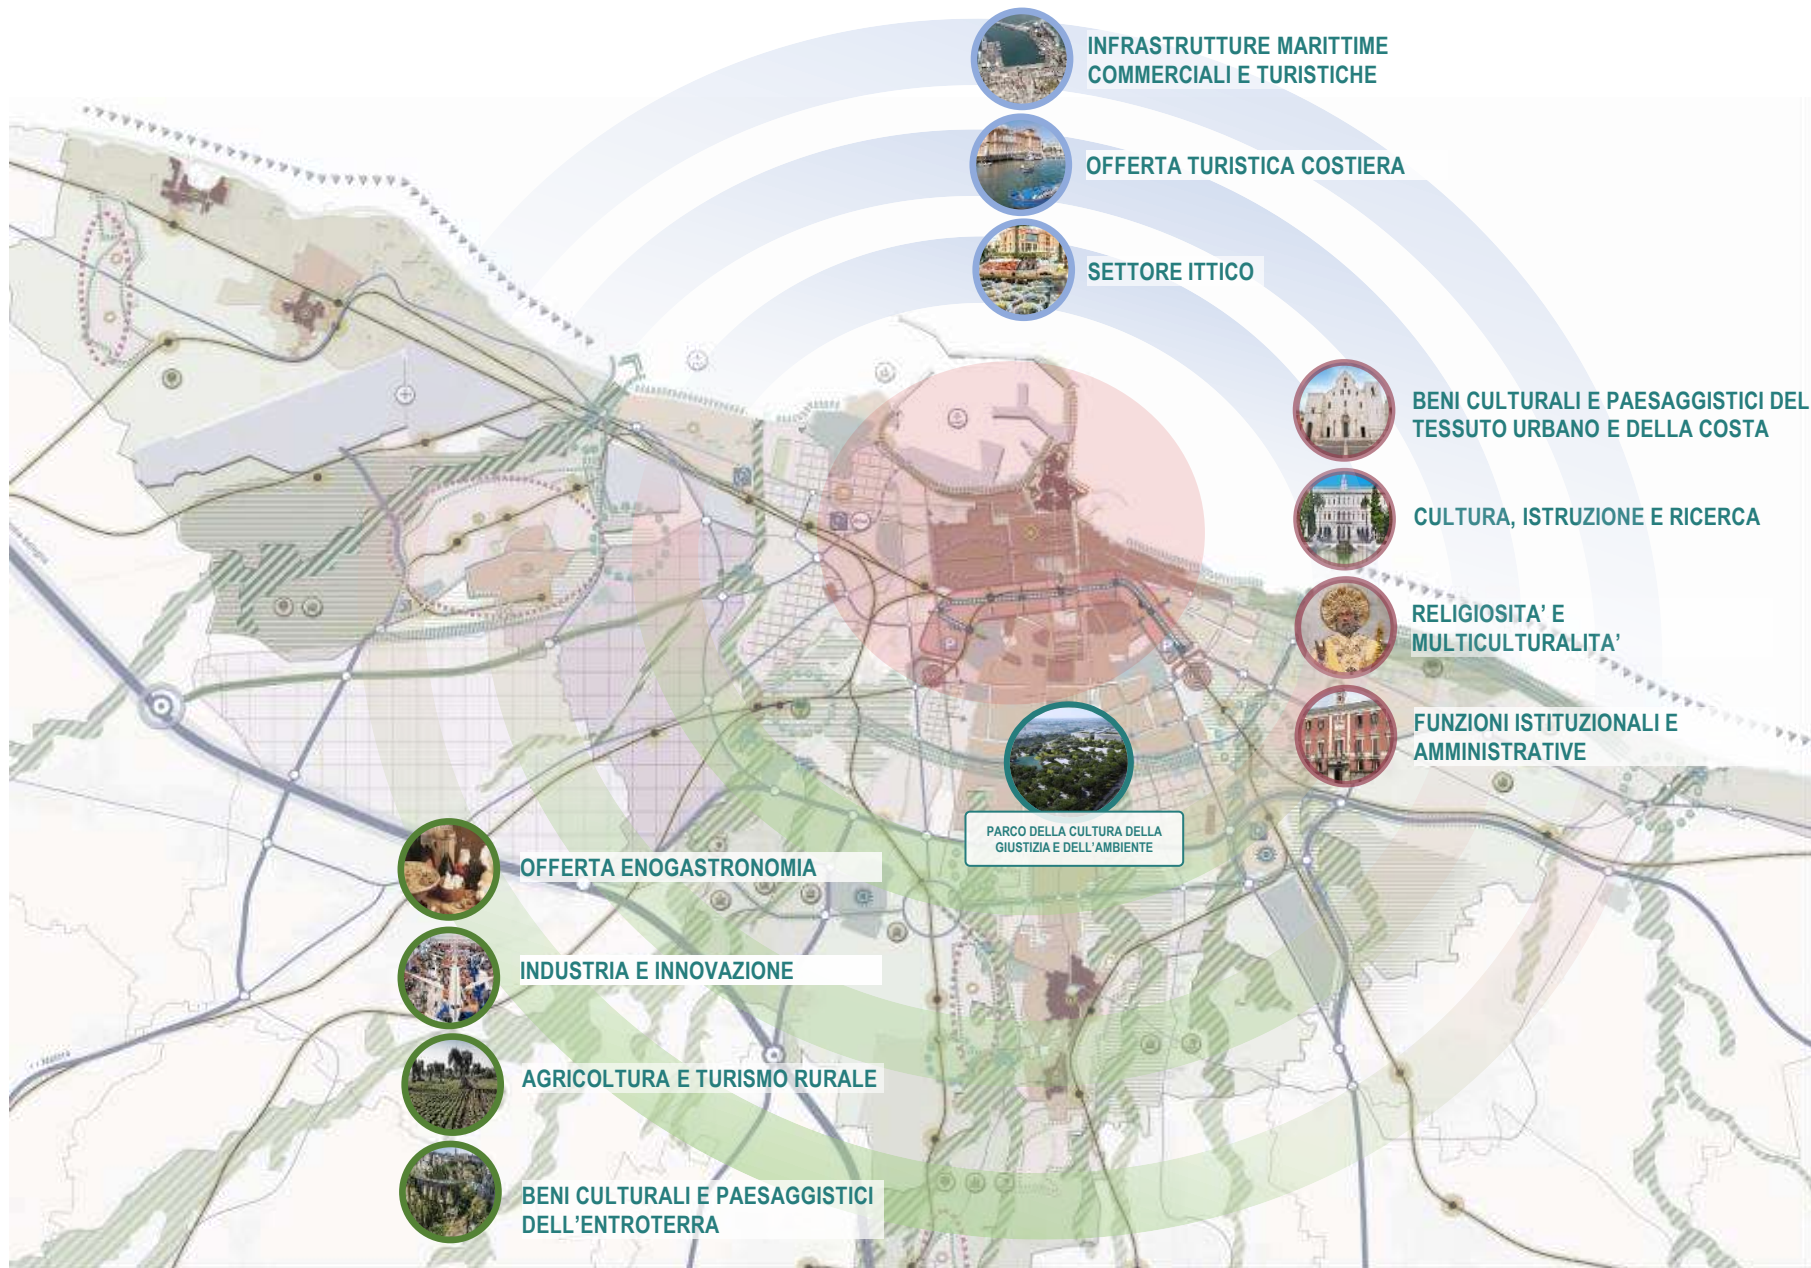 INFRASTRUTTURE MARITTIME
COMMERCIALI E TURISTICHE
OFFERTA TURISTICA COSTIERA
SETTORE ITTICO
BENI CULTURALI E PAESAGGISTICI DEL
TESSUTO URBANO E DELLA COSTA
CULTURA, ISTRUZIONE E RICERCA
RELIGIOSITA' E
MULTICULTURALITA'
FUNZIONI ISTITUZIONALI E
AMMINISTRATIVE
PARCO DELLA CULTURA DELLA
GIUSTIZIA E DELL'AMBIENTE
OFFERTA ENOGASTRONOMIA
INDUSTRIA E INNOVAZIONE
AGRICOLTURA E TURISMO RURALE
BENI CULTURALI E PAESAGGISTICI
DELL'ENTROTERRA
Matera